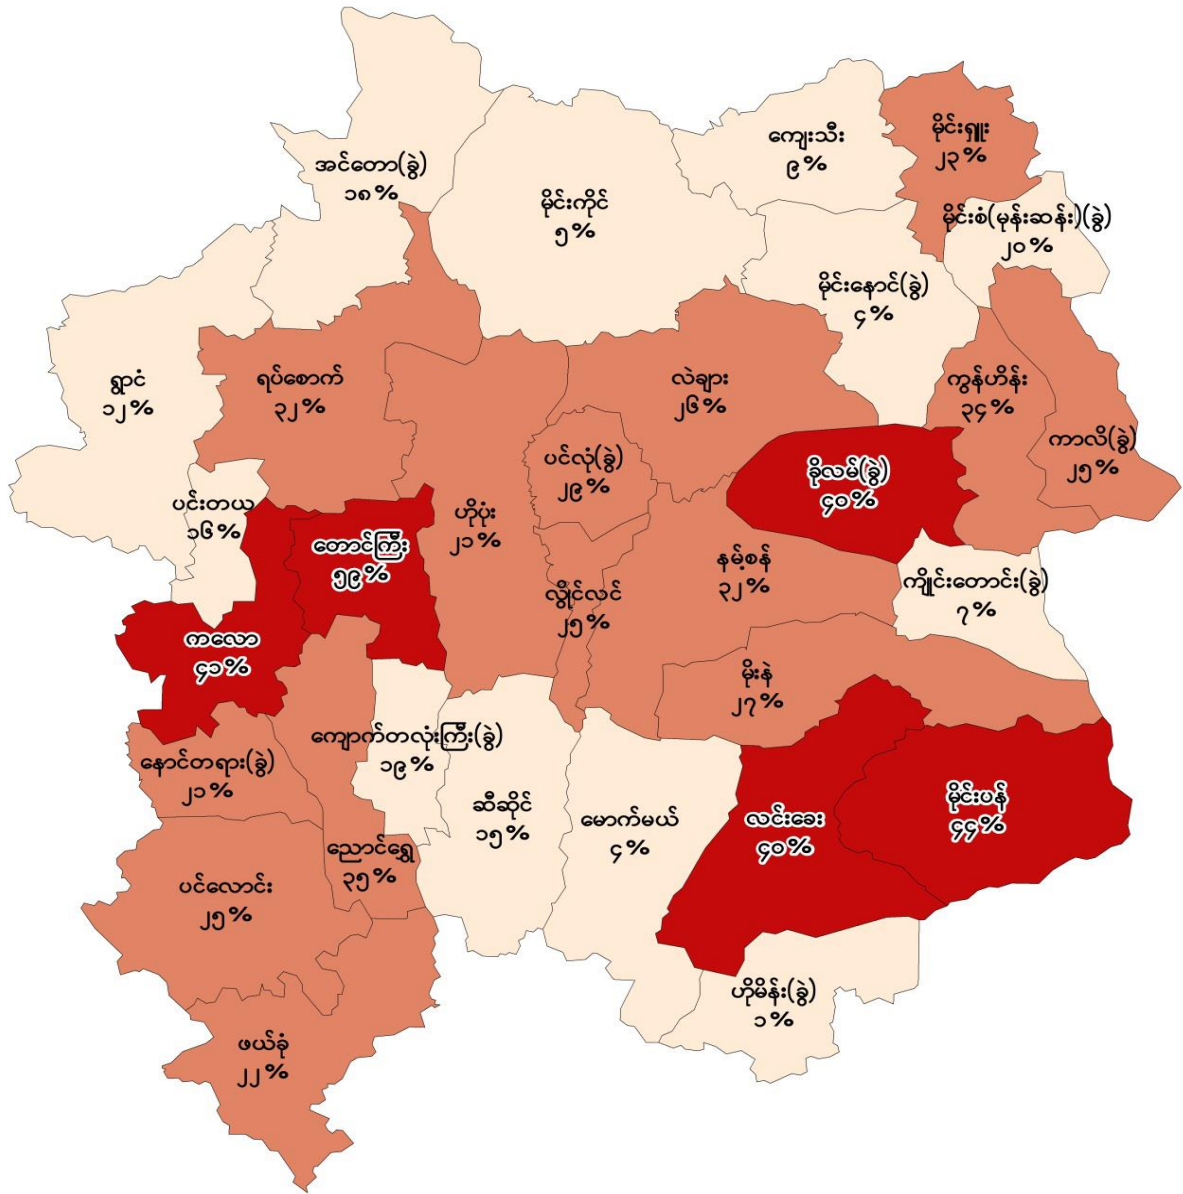 ကျေးသီး
၉%
မိုင်းရှူး
၂၃%
အင်တော(ခွဲ)
၁၈%
မိုင်းကိုင်
၅%
မိုင်းစံ(မုန်းဆန်း)(ခွဲ)
၂၀%
မိုင်းနောင်(ခွဲ)
၄%
ရွာငံ
၁၂%
ရပ်စောက်
၃၂%
လဲချား
၂၆%
ကွန်ဟိန်း
၃၄%
ကာလိ(ခွဲ)
၂၅%
ပင်လုံ(ခွဲ)
၂၉%
ခိုလမ်(ခွဲ)
၄၀%
ပင်းတယ
၁၆%
ဟိုပုံး
၂၁%
တောင်ကြီး
၅၉%
နမ့်စန်
၃၂%
ကျိုင်းတောင်း(ခွဲ)
၇%
လွိုင်လင်
၂၅%
ကလော
၄၁%
မိုးနဲ
၂၇%
ကျောက်တလုံးကြီး(ခွဲ)
၁၉%
နောင်တရား(ခွဲ)
၂၁%
ဆီဆိုင်
၁၅%
မောက်မယ်
၄%
လင်းခေး
၄၀%
မိုင်းပန်
၄၄%
ညောင်ရွှေ
၃၅%
ပင်လောင်း
၂၅%
ဟိုမိန်း(ခွဲ)
၁%
ဖယ်ခုံ
၂၂%